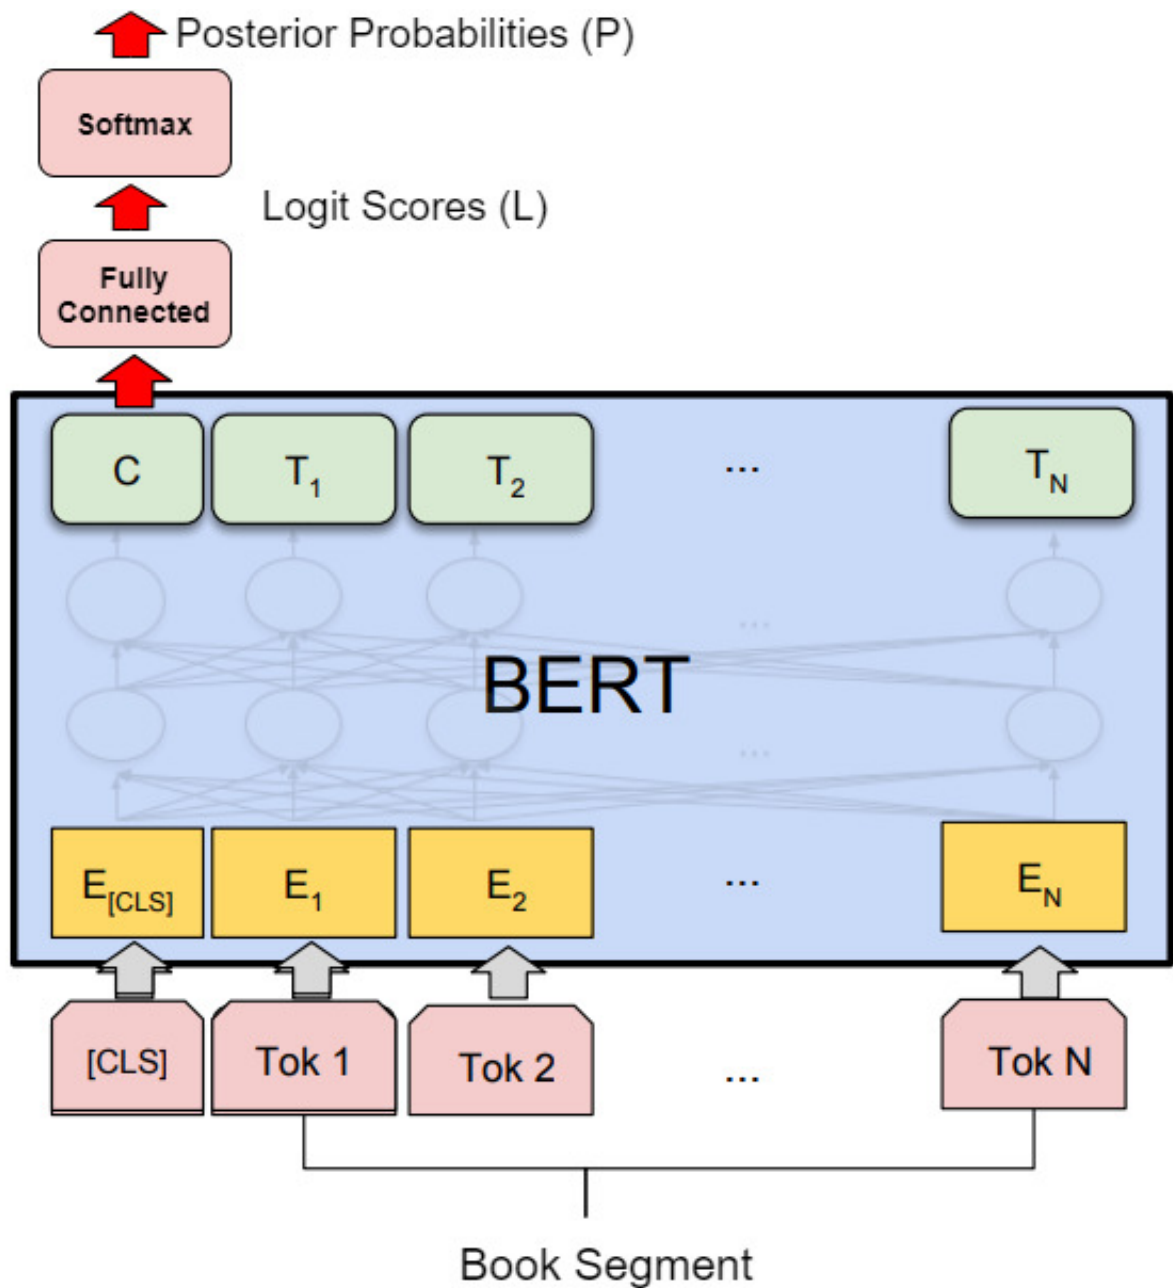 Posterior Probabilities (P)
Softmax
Logit Scores (L)
Fully
Connected
C T1 T2 ... TN
...
BERT
...
E[CLS] E1 E2 ... EN
[CLS] Tok 1 Tok 2 ... Tok N
Book Segment